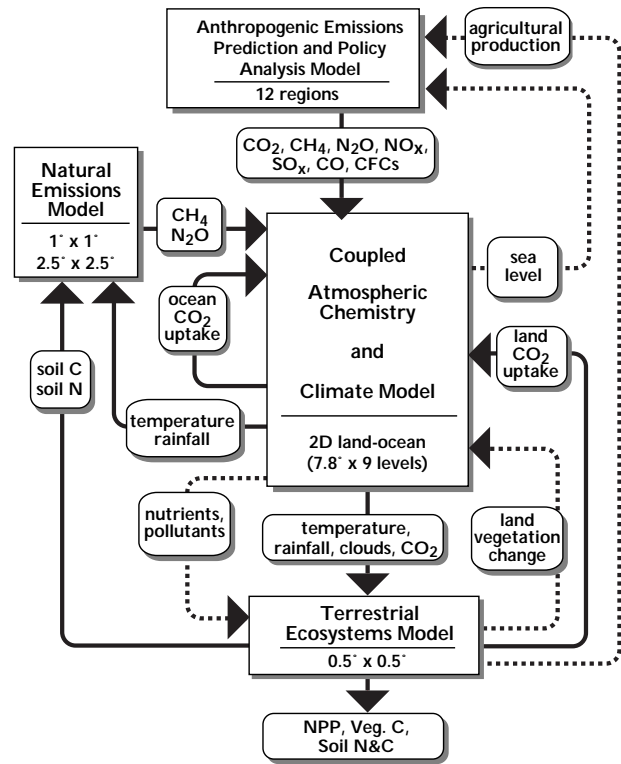 Anthropogenic Emissions
Prediction and Policy
Analysis Model
12 regions
agricultural
production
CO₂, CH₄, N₂O, NOₓ,
SOₓ, CO, CFCs
Natural
Emissions
Model
1° x 1°
2.5° x 2.5°
CH₄
N₂O
Coupled
Atmospheric
Chemistry
and
Climate Model
2D land-ocean
(7.8° x 9 levels)
sea
level
ocean
CO₂
uptake
land
CO₂
uptake
soil C
soil N
temperature
rainfall
nutrients,
pollutants
temperature,
rainfall, clouds, CO₂
land
vegetation
change
Terrestrial
Ecosystems Model
0.5° x 0.5°
NPP, Veg. C,
Soil N&C